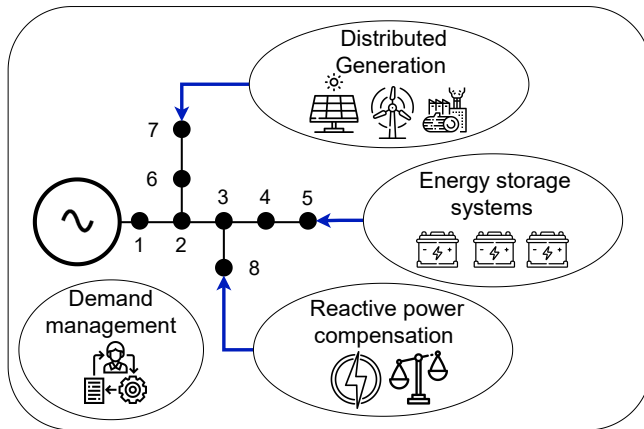 Distributed
Generation
7
6
3
4
5
1
2
8
Energy storage
systems
Demand
management
Reactive power
compensation